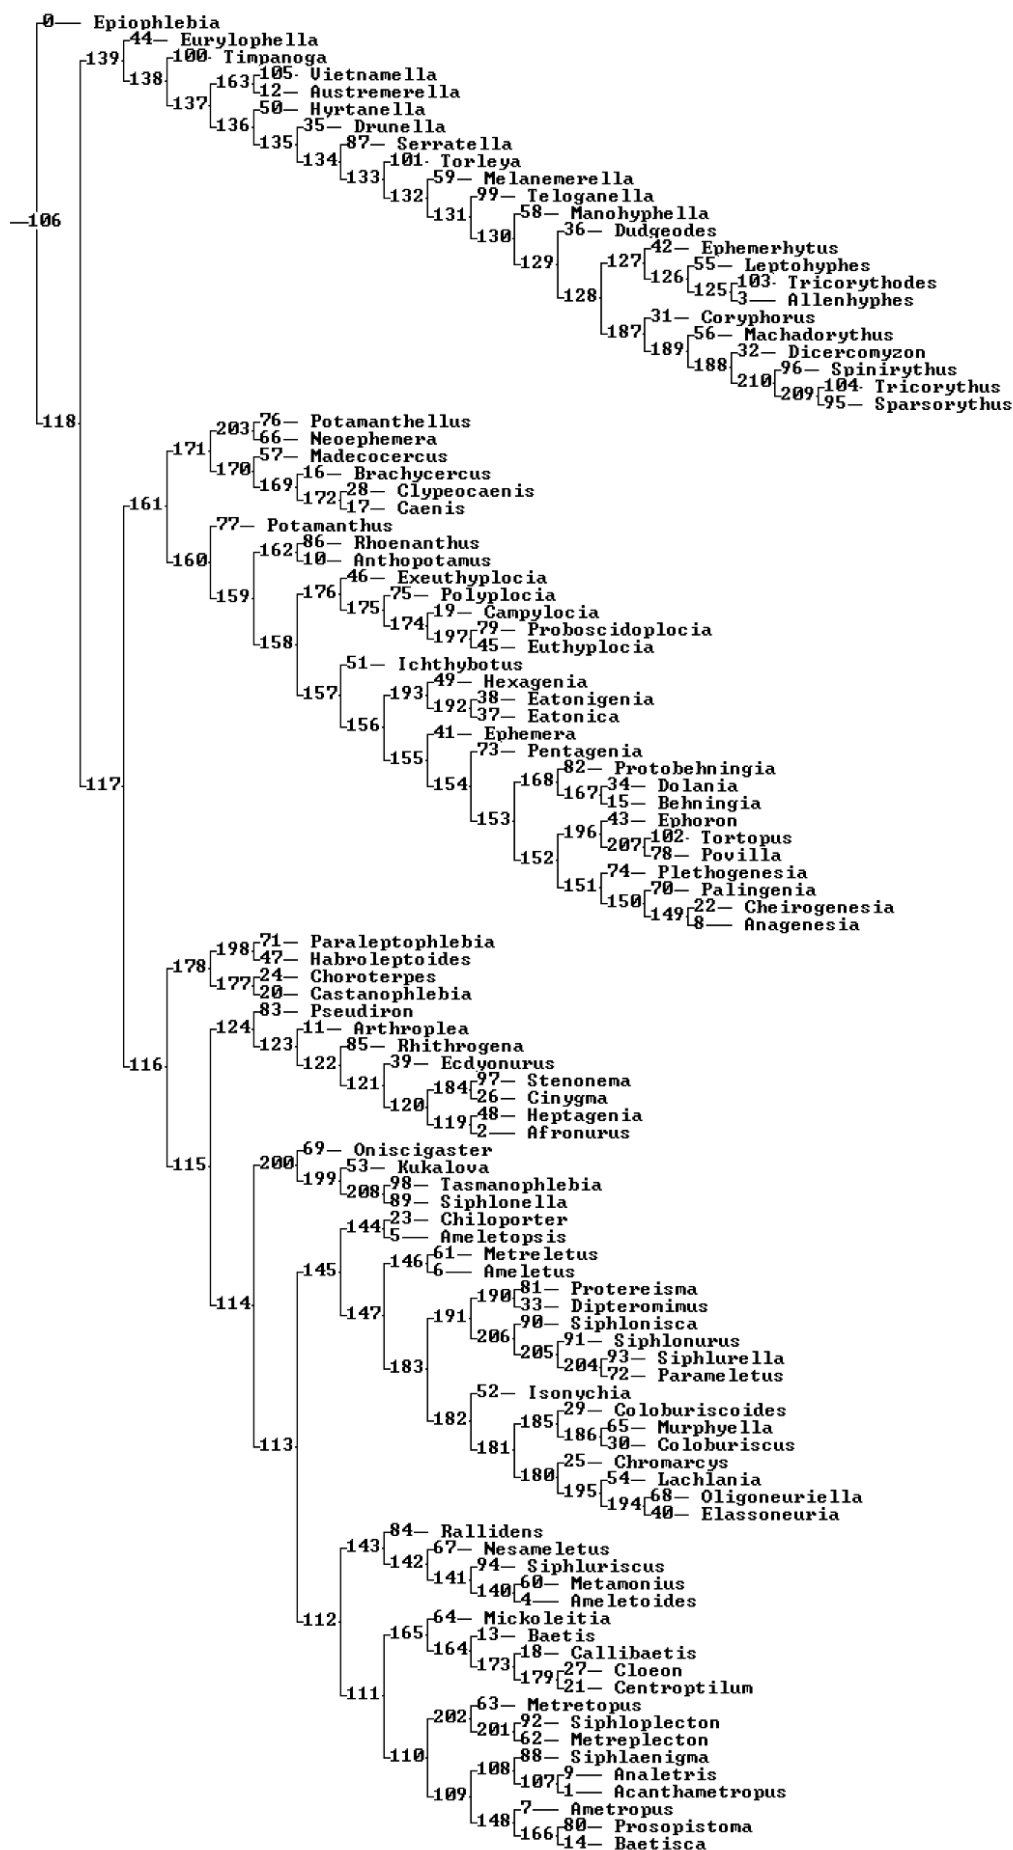 0 Epiophlebia
44 Eurylophella
139
100 Timpanoga
105 Vietnamella
138 163
12 Austremerella
137
50 Hyrtanella
35 Drunella
136
87 Serratella
135
101 Torleya
134
59 Melanemerella
133
99 Teloganella
132
58 Manohyphella
131
106
36 Dudgeodes
130
42 Ephemerhytus
127
55 Leptohyphes
129
126
103 Tricorythodes
125
128
3 Allenhyphes
31 Coryphorus
187
56 Machadorythus
189
32 Dicercomyzon
188
96 Spinirythus
210
104 Tricorythus
209
95 Sparsorythus
118
76 Potamanthellus
203
66 Neoephemera
171
57 Madecocercus
170
16 Brachycercus
169
28 Clypeocaenis
172
161
17 Caenis
77 Potamanthus
86 Rhoenanthus
162
160
10 Anthopotamus
46 Exeuthyplocia
176
159
75 Polyplocia
175
19 Campylocia
174
79 Proboscidoplocia
197
158
45 Euthyplocia
51 Ichthybotus
49 Hexagenia
157 193
38 Eatonigenia
192
37 Eatonica
156
41 Ephemera
73 Pentagenia
155
82 Protobehningia
168
117 154
34 Dolania
167
15 Behningia
153
43 Ephoron
196
102 Tortopus
207
78 Povilla
152
74 Plethogenesia
151
70 Palingenia
150
22 Cheirogenesia
149
8 Anagenesia
71 Paraleptophlebia
198
47 Habroleptoides
178
24 Choroterpes
177
20 Castanophlebia
83 Pseudiron
124
11 Arthroplea
123
85 Rhithrogena
116 122
39 Ecdyonurus
121
97 Stenonema
184
26 Cinygma
120
48 Heptagenia
119
2 Afronurus
69 Oniscigaster
115 200
53 Kukalova
199
98 Tasmanophlebia
208
89 Siphlonella
23 Chiloporter
144
5 Ameletopsis
61 Metreletus
146
145
6 Ameletus
81 Protereisma
190
114
33 Dipteromimus
147 191
90 Siphlonisca
206
91 Siphlonurus
205
93 Siphlurella
183 204
72 Parametetus
52 Isonychia
29 Coloburiscoides
182 185
65 Murphyella
186
113 181
30 Coloburiscus
25 Chromarcys
180
54 Lachlania
195
68 Oligoneuriella
194
40 Elassoneuria
84 Rallidens
143
67 Nesameletus
142
94 Siphluriscus
141
60 Metamonius
140
4 Ameletoides
112
64 Mickoleitia
165
13 Baetis
164
18 Callibaetis
173
27 Cloeon
179
21 Centroptilum
111
63 Metretopus
202
92 Siphloplecton
201
62 Metreplecton
110
88 Siphlaenigma
108
9 Analetris
107
1 Acanthametropus
109
7 Ametropus
148
80 Prosopistoma
166
14 Baetisca